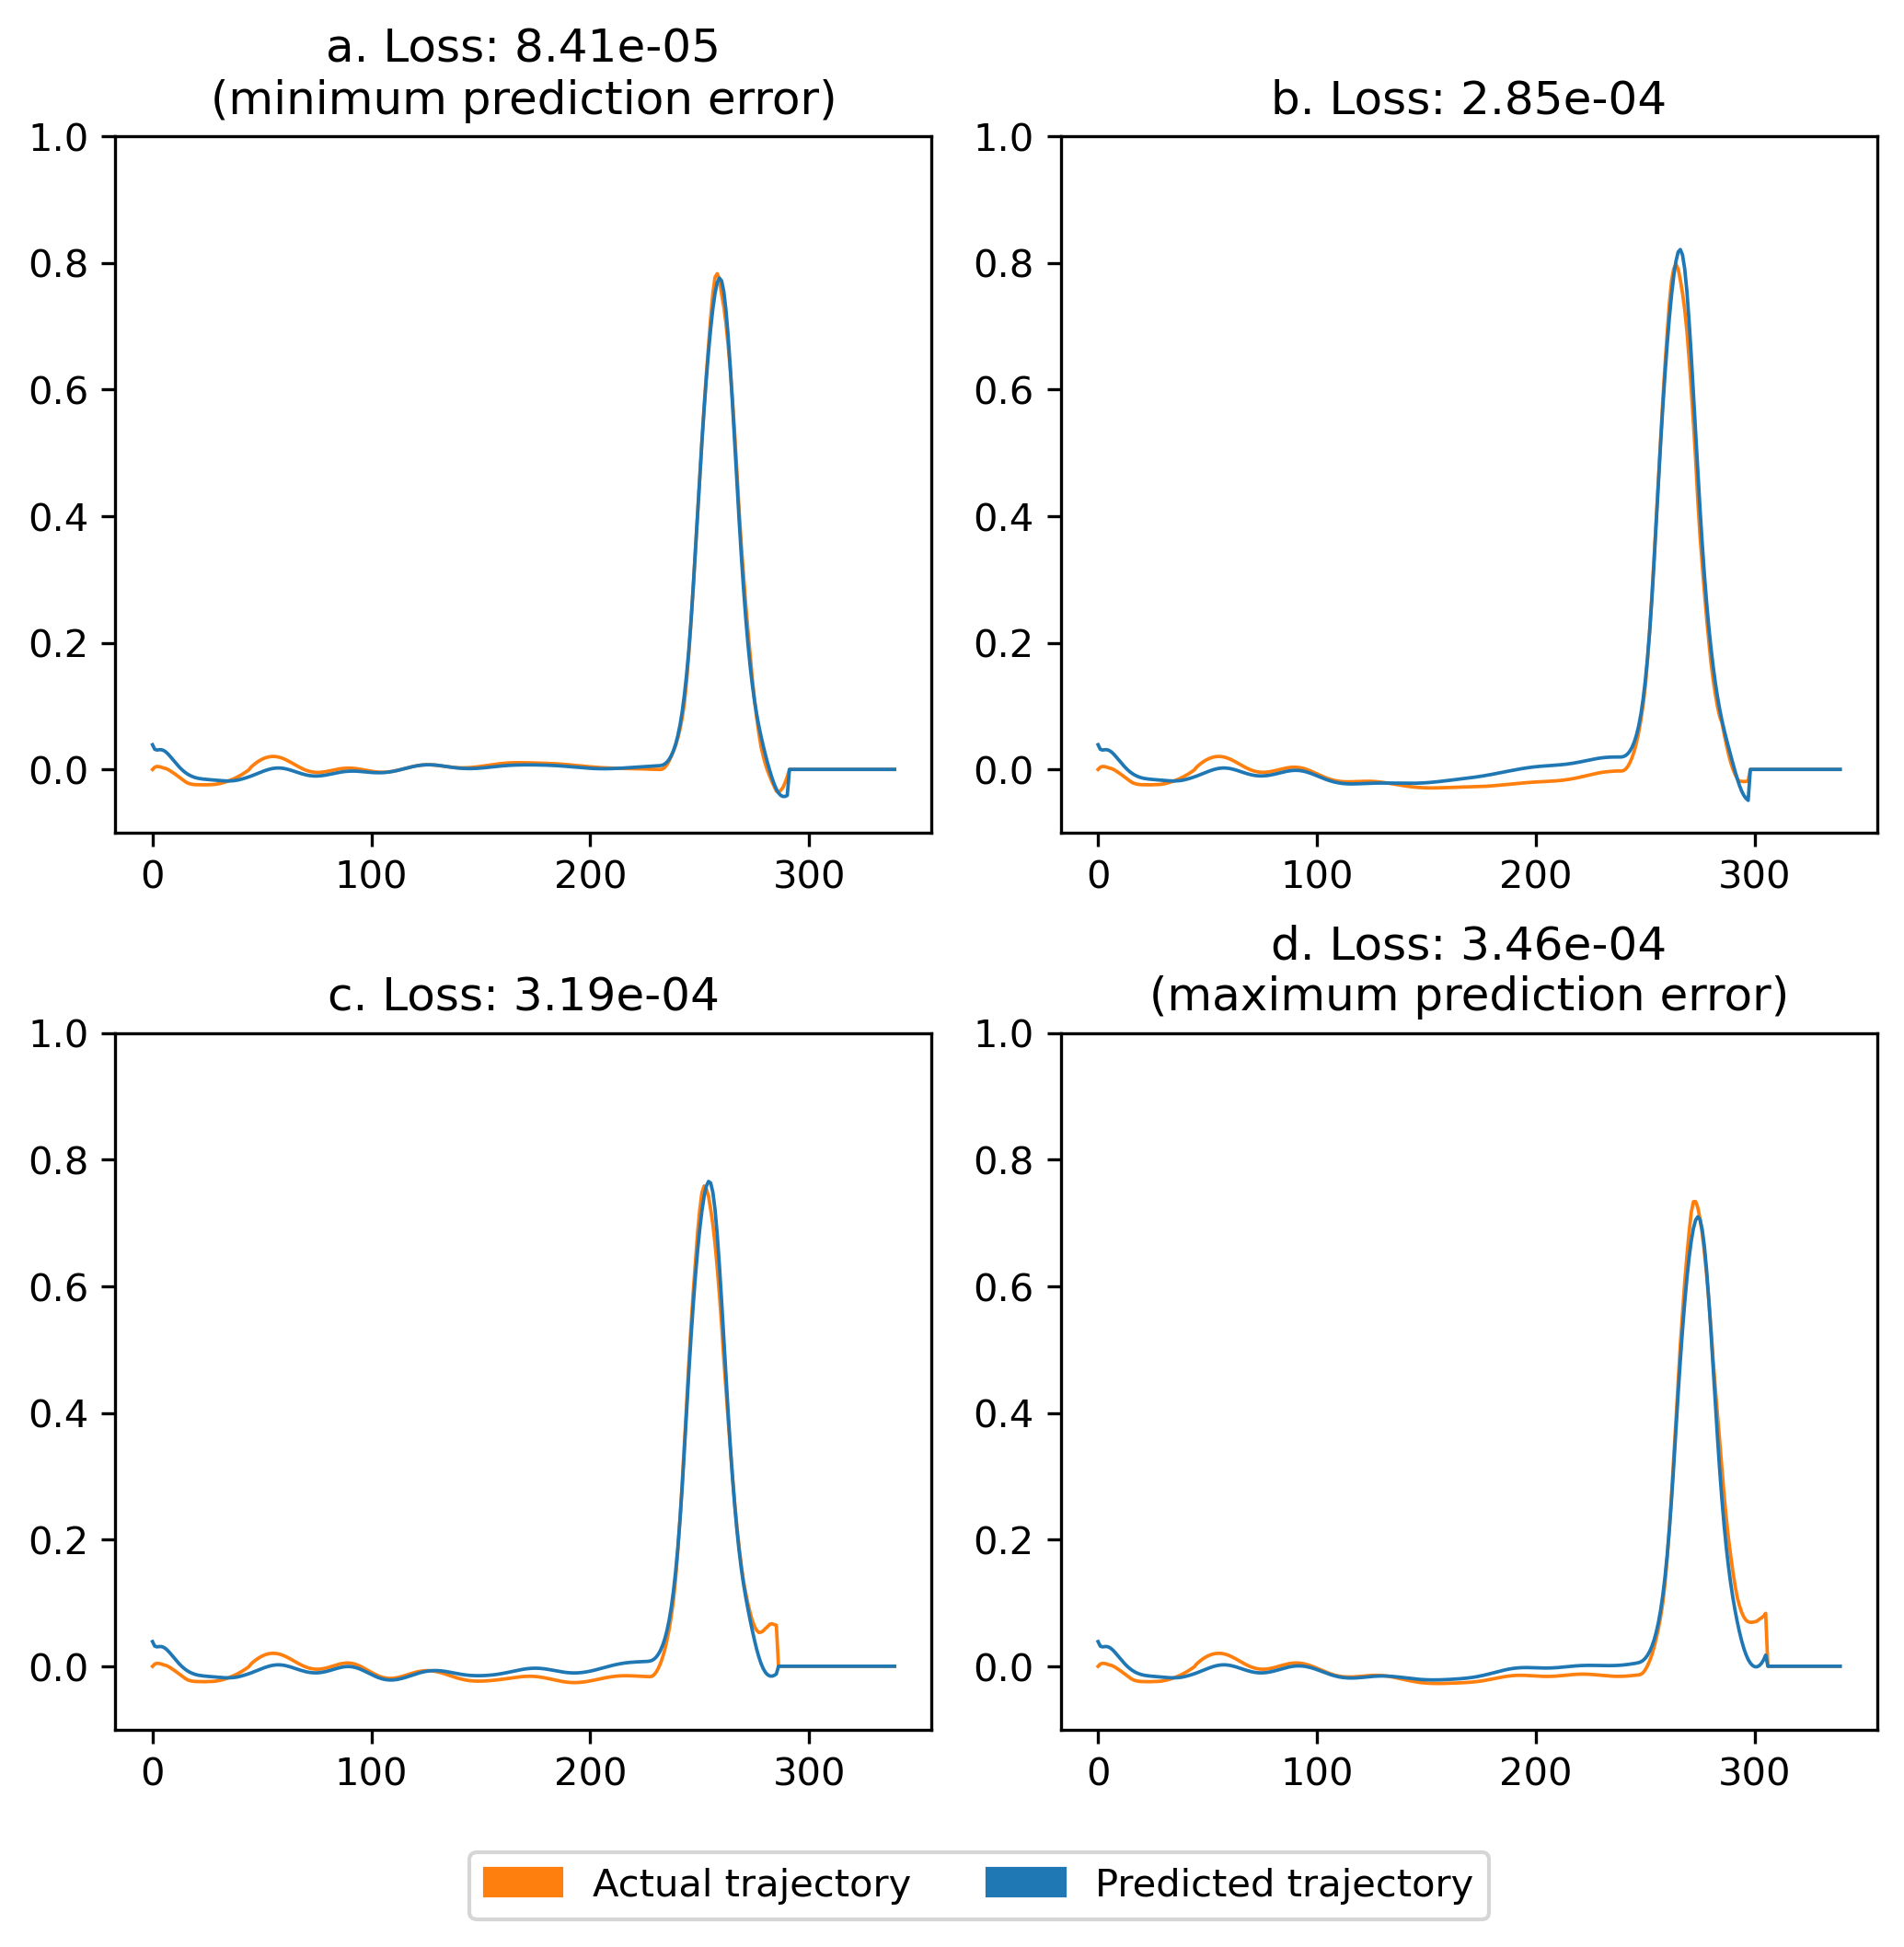 a. Loss: 8.41e-05
(minimum prediction error)
1.0
0.8
0.6
0.4
0.2
0.0
0 100 200 300
b. Loss: 2.85e-04
1.0
0.8
0.6
0.4
0.2
0.0
0 100 200 300
c. Loss: 3.19e-04
1.0
0.8
0.6
0.4
0.2
0.0
0 100 200 300
d. Loss: 3.46e-04
(maximum prediction error)
1.0
0.8
0.6
0.4
0.2
0.0
0 100 200 300
Actual trajectory Predicted trajectory